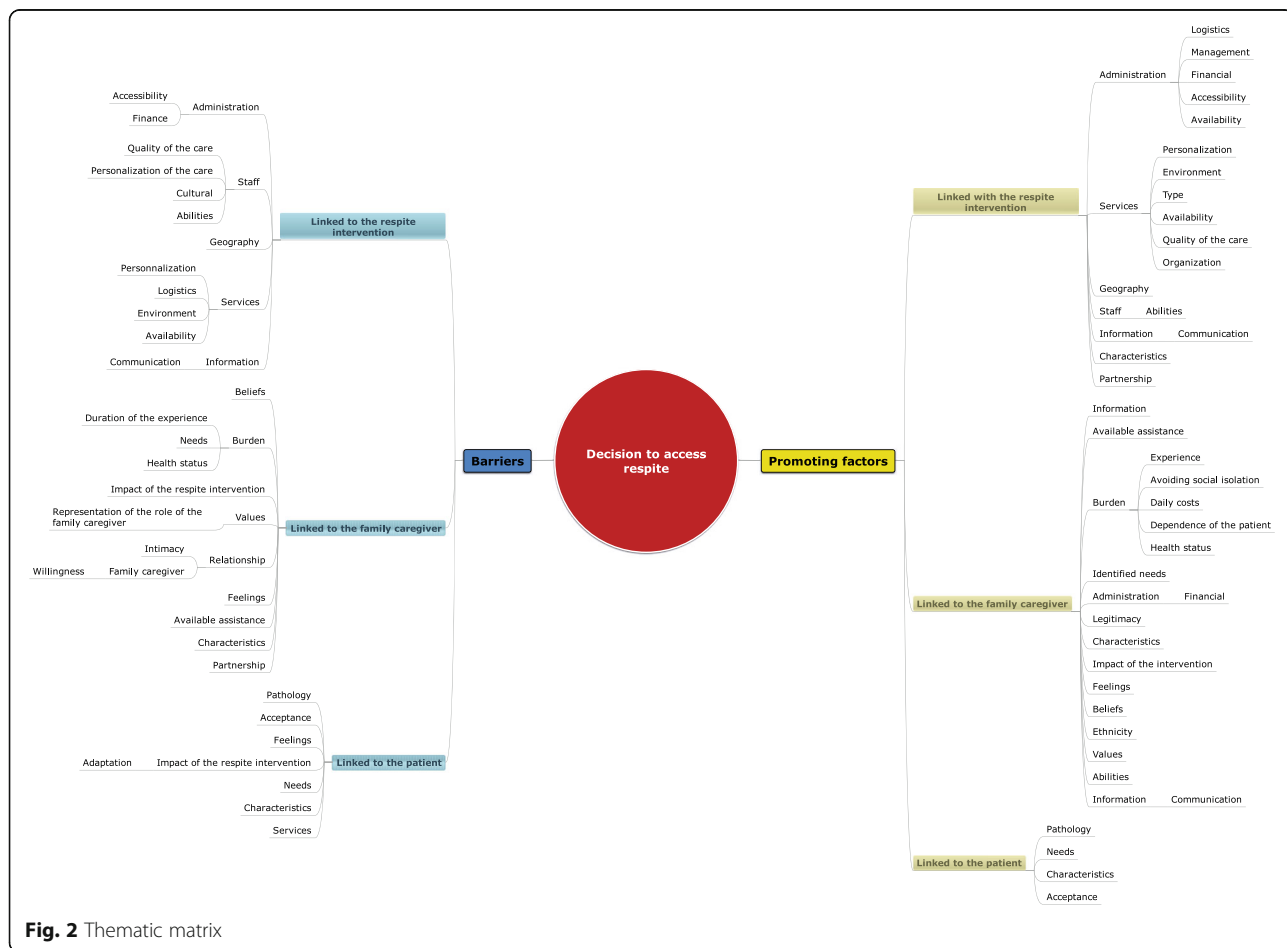 Decision to access
respite
Barriers
Linked to the respite
intervention
Administration
Accessibility
Finance
Staff
Quality of the care
Personalization of the care
Cultural
Abilities
Geography
Services
Personnalization
Logistics
Environment
Availability
Information
Communication
Linked to the family caregiver
Beliefs
Burden
Duration of the experience
Needs
Health status
Impact of the respite intervention
Values
Representation of the role of the
family caregiver
Relationship
Intimacy
Family caregiver
Willingness
Feelings
Available assistance
Characteristics
Partnership
Linked to the patient
Pathology
Acceptance
Feelings
Impact of the respite intervention
Adaptation
Needs
Characteristics
Services
Promoting factors
Linked with the respite
intervention
Administration
Logistics
Management
Financial
Accessibility
Availability
Services
Personalization
Environment
Type
Availability
Quality of the care
Organization
Geography
Staff
Abilities
Information
Communication
Characteristics
Partnership
Linked to the family caregiver
Information
Available assistance
Burden
Experience
Avoiding social isolation
Daily costs
Dependence of the patient
Health status
Identified needs
Administration
Financial
Legitimacy
Characteristics
Impact of the intervention
Feelings
Beliefs
Ethnicity
Values
Abilities
Information
Communication
Linked to the patient
Pathology
Needs
Characteristics
Acceptance
Fig. 2 Thematic matrix